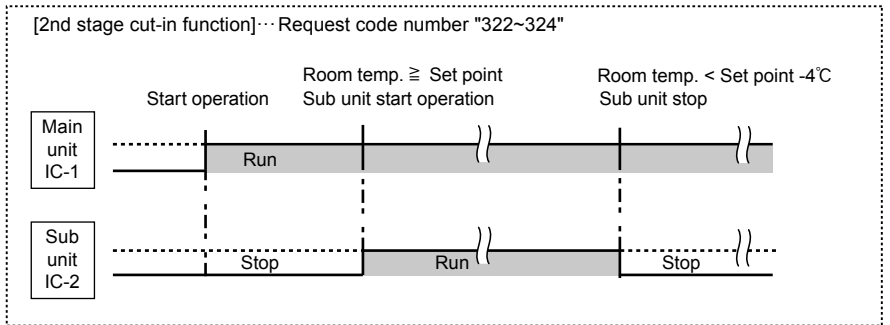 [2nd stage cut-in function]···Request code number "322~324"
Room temp. ≧ Set point
Room temp. < Set point -4℃
Start operation
Sub unit start operation
Sub unit stop
Main
unit
IC-1
Run
Sub
unit
IC-2
Stop
Run
Stop